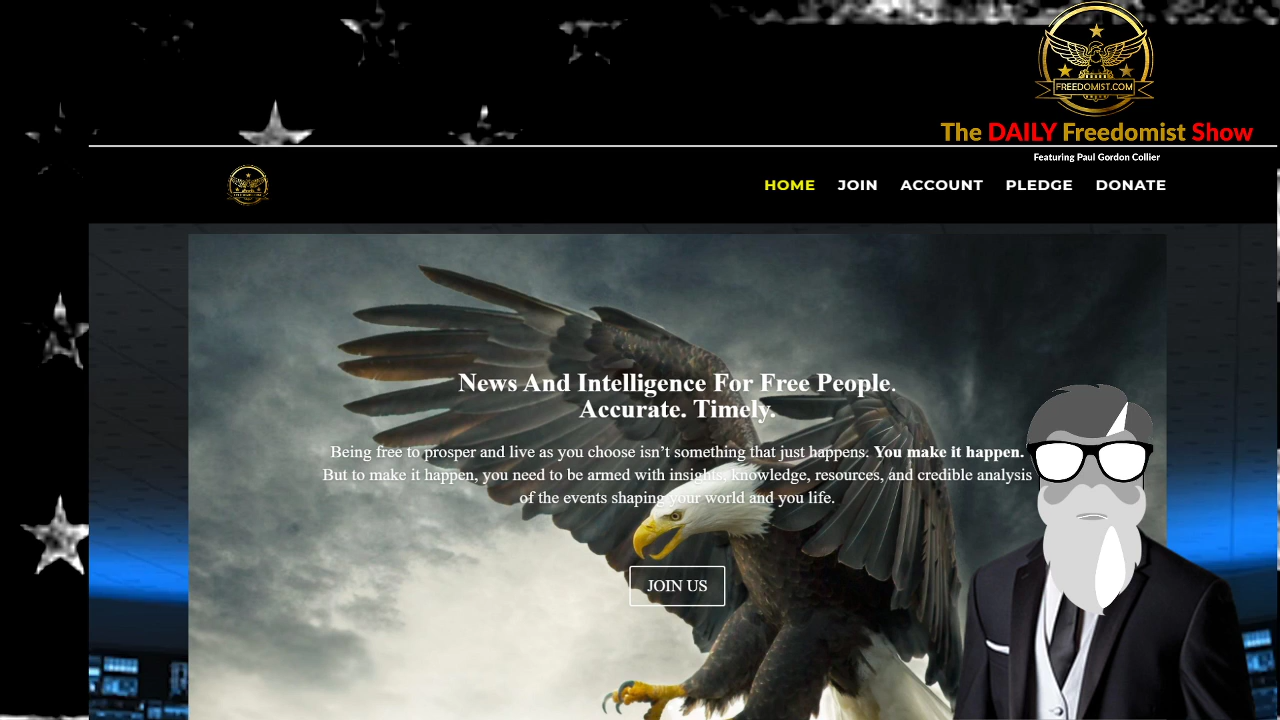 FREEDOMIST.COM
The DAILY Freedomist Show
Featuring Paul Gordon Collier
HOME JOIN ACCOUNT PLEDGE DONATE
News And Intelligence For Free People.
Accurate. Timely.
Being free to prosper and live as you choose isn’t something that just happens. You make it happen.
But to make it happen, you need to be armed with insights, knowledge, resources, and credible analysis
of the events shaping your world and you life.
JOIN US